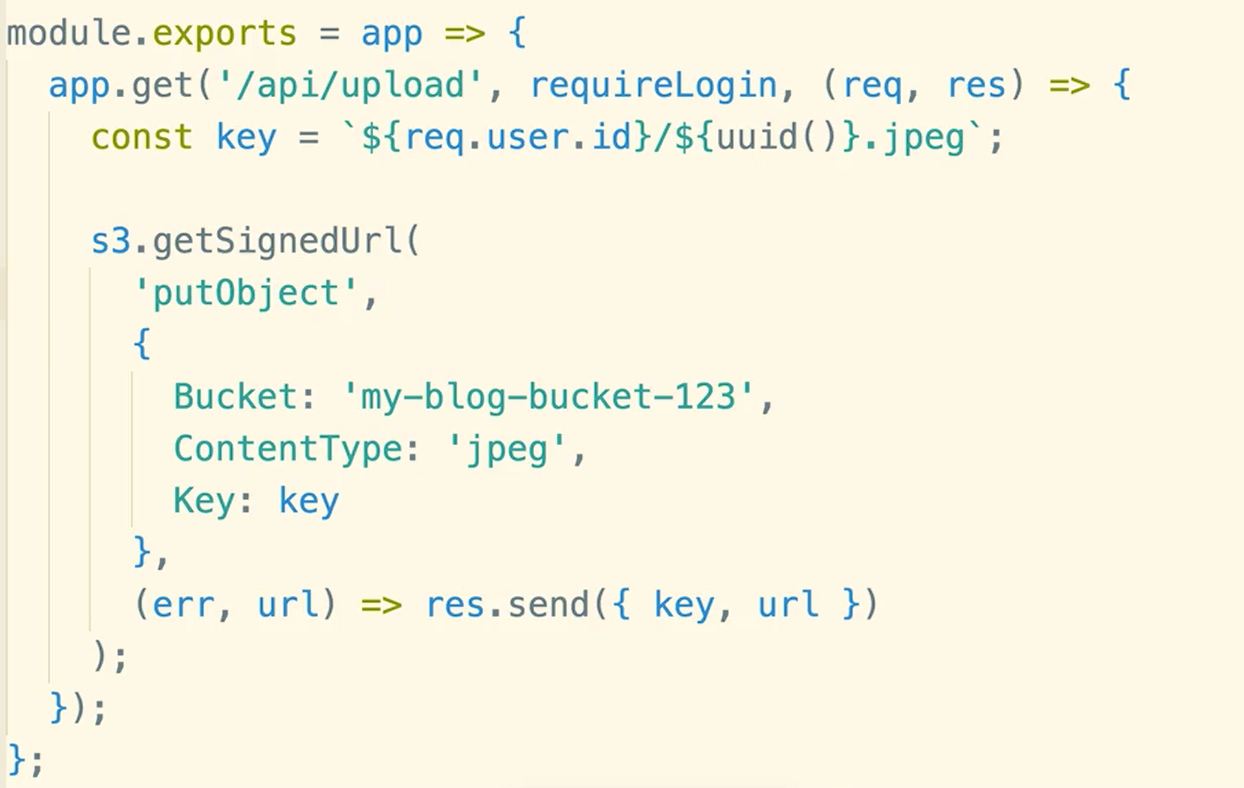 module.exports = app => {
  app.get('/api/upload', requireLogin, (req, res) => {
    const key = `${req.user.id}/${uuid()}.jpeg`;

    s3.getSignedUrl(
      'putObject',
      {
        Bucket: 'my-blog-bucket-123',
        ContentType: 'jpeg',
        Key: key
      },
      (err, url) => res.send({ key, url })
    );
  });
};